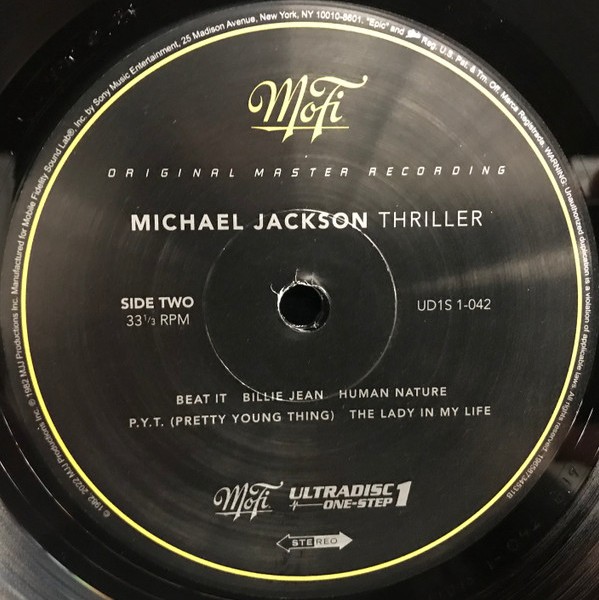 MoFi
ORIGINAL MASTER RECORDING
MICHAEL JACKSON THRILLER
SIDE TWO
33 1/3 RPM
UD1S 1-042
BEAT IT BILLIE JEAN HUMAN NATURE
P.Y.T. (PRETTY YOUNG THING) THE LADY IN MY LIFE
MoFi ULTRADISC
ONE-STEP 1
STEREO
© 1982, 2022 MJJ Productions Inc. ℗ 1982 MJJ Productions Inc. Manufactured for Mobile Fidelity Sound Lab®, Inc. by Sony Music Entertainment, 25 Madison Avenue, New York, NY 10010-8601. "Epic" and Reg. U.S. Pat. & Tm. Off. Marca Registrada. WARNING: Unauthorized duplication is a violation of applicable laws. All rights reserved.